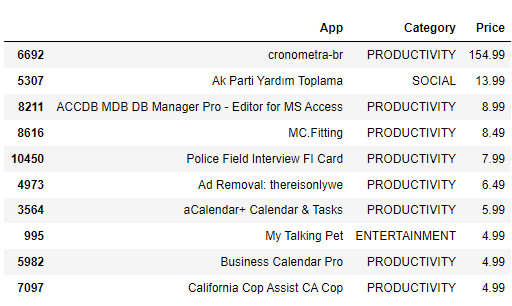 App Category Price
6692 cronometra-br PRODUCTIVITY 154.99
5307 Ak Parti Yardım Toplama SOCIAL 13.99
8211 ACCDB MDB DB Manager Pro - Editor for MS Access PRODUCTIVITY 8.99
8616 MC.Fitting PRODUCTIVITY 8.49
10450 Police Field Interview FI Card PRODUCTIVITY 7.99
4973 Ad Removal: thereisonlywe PRODUCTIVITY 6.49
3564 aCalendar+ Calendar & Tasks PRODUCTIVITY 5.99
995 My Talking Pet ENTERTAINMENT 4.99
5982 Business Calendar Pro PRODUCTIVITY 4.99
7097 California Cop Assist CA Cop PRODUCTIVITY 4.99